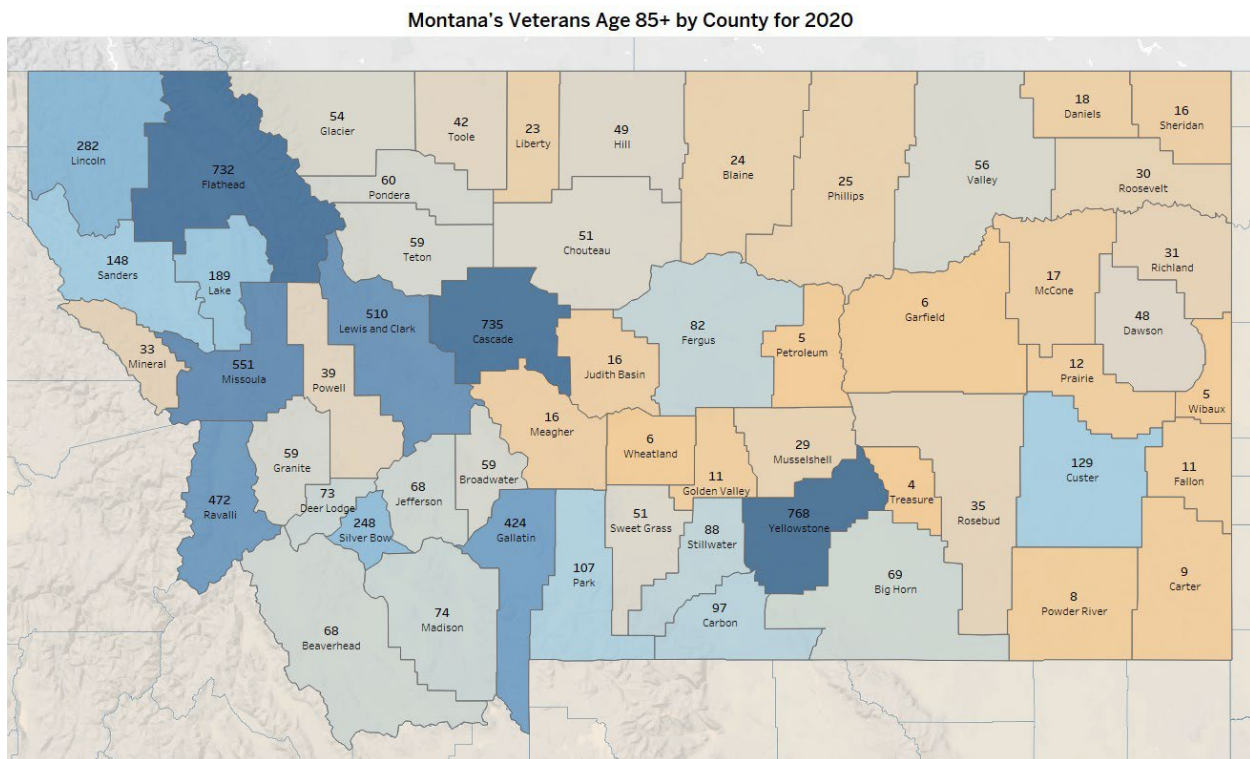 Montana's Veterans Age 85+ by County for 2020
282
Lincoln
732
Flathead
54
Glacier
42
Toole
23
Liberty
49
Hill
24
Blaine
25
Phillips
56
Valley
18
Daniels
16
Sheridan
30
Roosevelt
60
Pondera
59
Teton
51
Chouteau
148
Sanders
189
Lake
31
Richland
17
McCone
6
Garfield
48
Dawson
510
Lewis and Clark
735
Cascade
82
Fergus
5
Petroleum
16
Judith Basin
33
Mineral
551
Missoula
39
Powell
12
Prairie
5
Wibaux
16
Meagher
6
Wheatland
29
Musselshell
11
Golden Valley
59
Granite
59
Broadwater
68
Jefferson
73
Deer Lodge
472
Ravalli
248
Silver Bow
424
Gallatin
51
Sweet Grass
88
Stillwater
768
Yellowstone
4
Treasure
35
Rosebud
129
Custer
11
Fallon
107
Park
97
Carbon
69
Big Horn
8
Powder River
9
Carter
74
Madison
68
Beaverhead